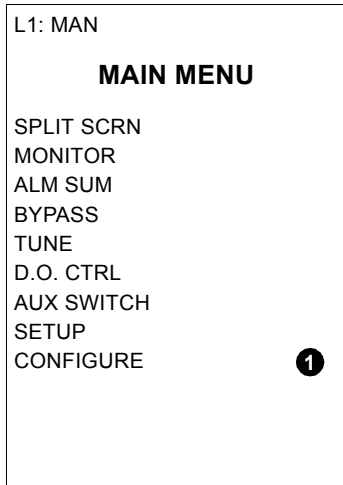 L1: MAN
MAIN MENU
SPLIT SCRN
MONITOR
ALM SUM
BYPASS
TUNE
D.O. CTRL
AUX SWITCH
SETUP
CONFIGURE 1